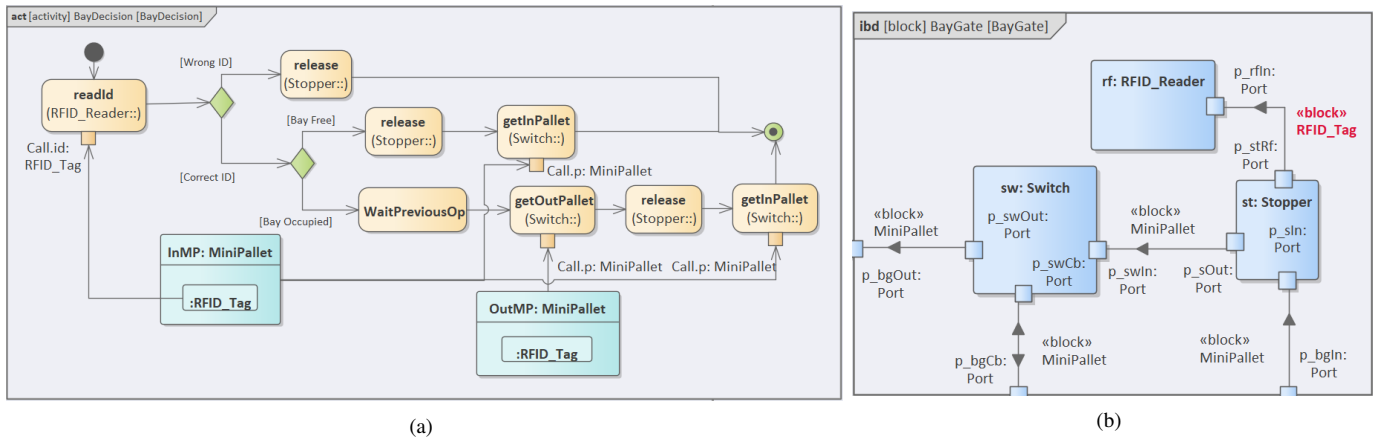 act [activity] BayDecision [BayDecision]
[Wrong ID]
release
(Stopper::)
readId
(RFID_Reader::)
[Bay Free]
release
(Stopper::)
getInPallet
(Switch::)
Call.id:
RFID_Tag
[Correct ID]
Call.p: MiniPallet
WaitPreviousOp
getOutPallet
(Switch::)
release
(Stopper::)
getInPallet
(Switch::)
[Bay Occupied]
InMP: MiniPallet
:RFID_Tag
Call.p: MiniPallet
Call.p: MiniPallet
OutMP: MiniPallet
:RFID_Tag
(a)
ibd [block] BayGate [BayGate]
rf: RFID_Reader
p_rfIn:
Port
«block»
RFID_Tag
p_stRf:
Port
sw: Switch
st: Stopper
«block»
MiniPallet
p_swOut:
Port
«block»
MiniPallet
p_sIn:
Port
p_bgOut:
Port
p_swCb:
Port
p_swIn:
Port
p_sOut:
Port
«block»
MiniPallet
«block»
MiniPallet
p_bgCb:
Port
p_bgIn:
Port
(b)